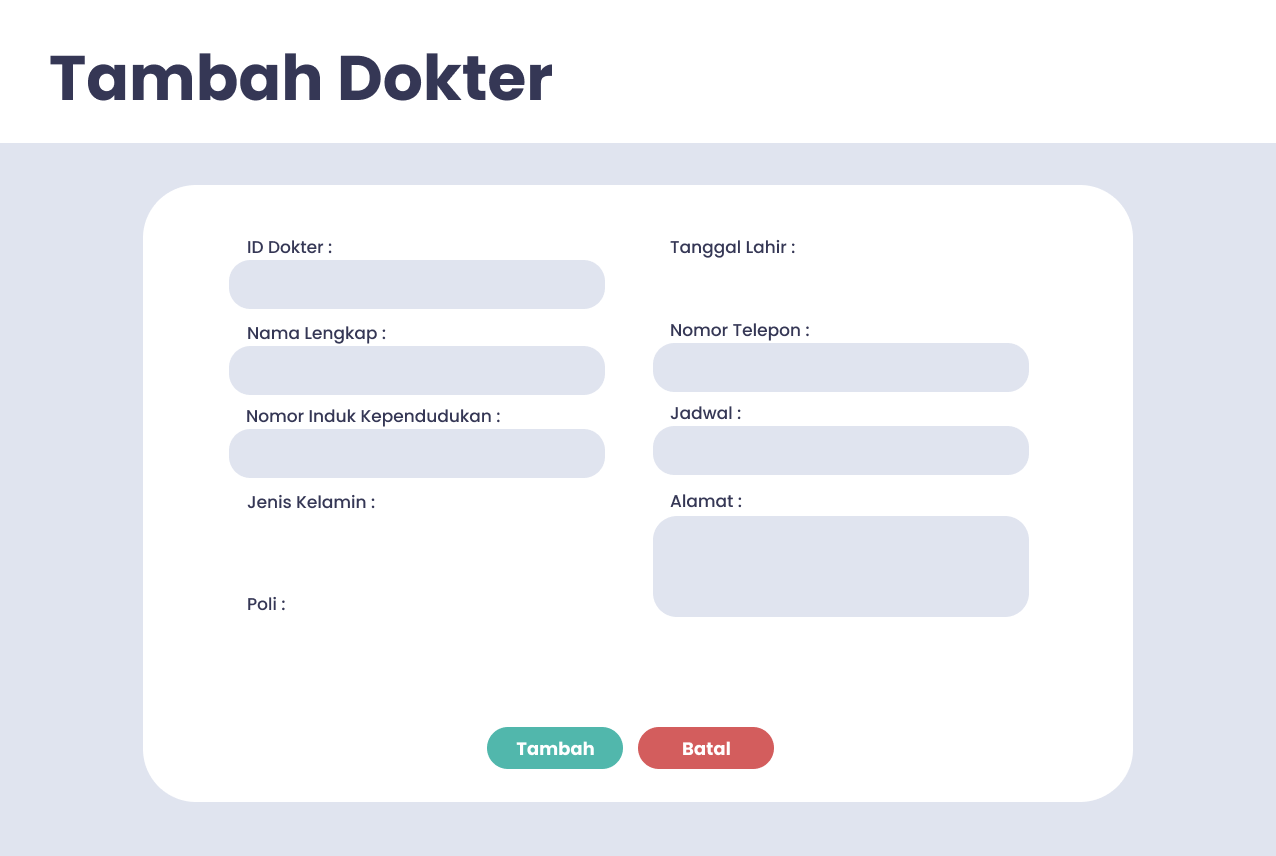 Tambah Dokter
ID Dokter :
Nama Lengkap :
Nomor Induk Kependudukan :
Jenis Kelamin :
Poli :
Tanggal Lahir :
Nomor Telepon :
Jadwal :
Alamat :
Tambah
Batal